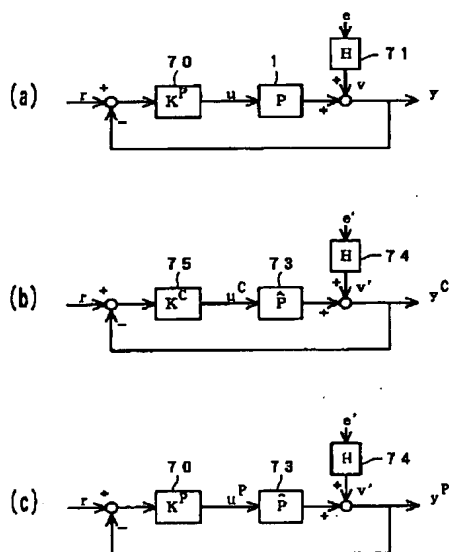 e
70 1 H 71
(a) r + K^P u P + + v y
−
e'
75 73 H 74
(b) r + K^C u^C P̂ + + v' y^C
−
e'
70 73 H 74
(c) r + K^P u^P P̂ + + v' y^P
−